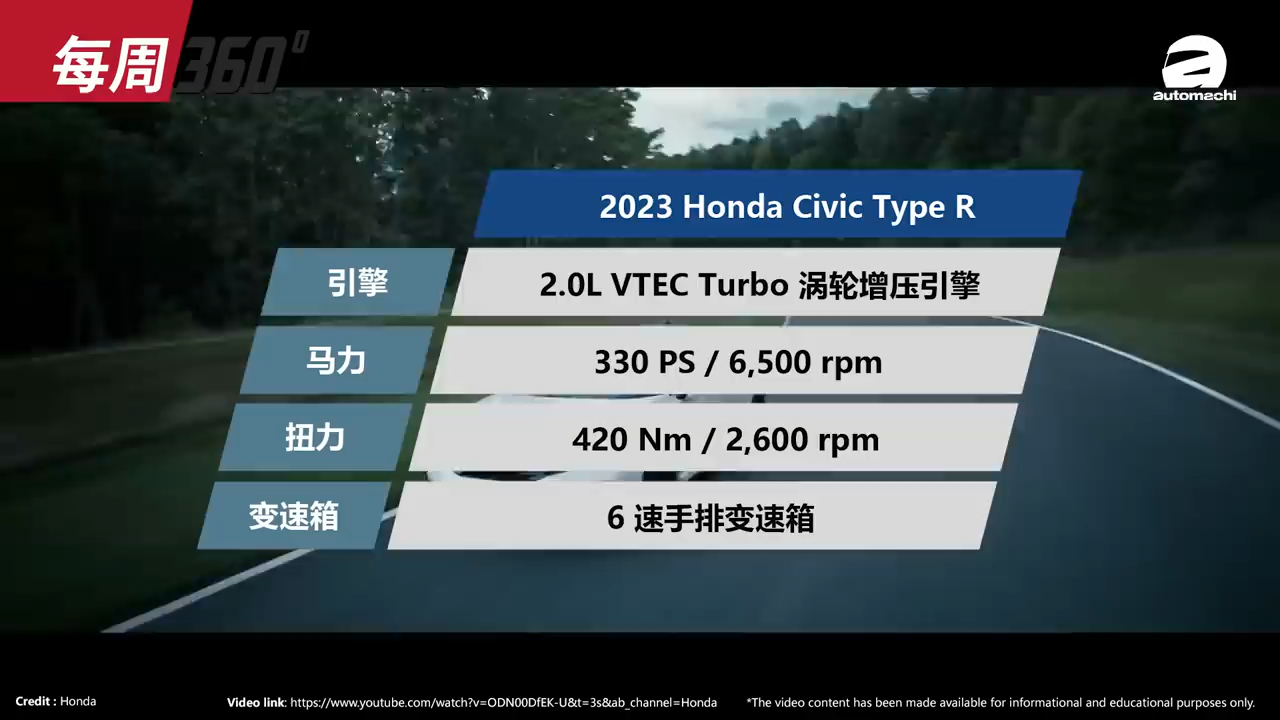 每周360°
automachi
2023 Honda Civic Type R
引擎 2.0L VTEC Turbo 涡轮增压引擎
马力 330 PS / 6,500 rpm
扭力 420 Nm / 2,600 rpm
变速箱 6 速手排变速箱
Credit : Honda
Video link: https://www.youtube.com/watch?v=ODN00DfEK-U&t=3s&ab_channel=Honda
*The video content has been made available for informational and educational purposes only.